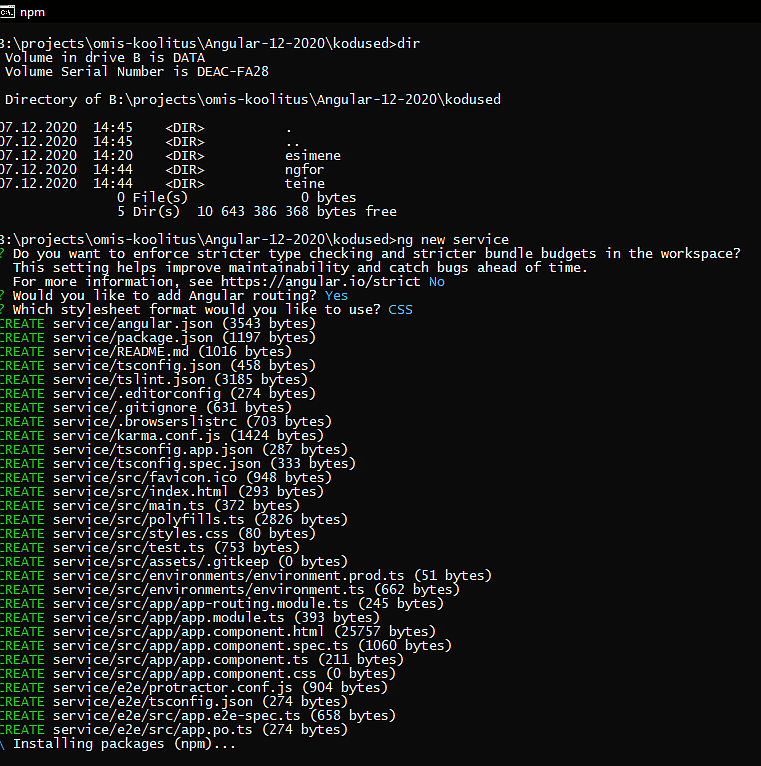 C:\. npm
B:\projects\omis-koolitus\Angular-12-2020\kodused>dir
Volume in drive B is DATA
Volume Serial Number is DEAC-FA28
Directory of B:\projects\omis-koolitus\Angular-12-2020\kodused
07.12.2020 14:45 <DIR> .
07.12.2020 14:45 <DIR> ..
07.12.2020 14:20 <DIR> esimene
07.12.2020 14:44 <DIR> ngfor
07.12.2020 14:44 <DIR> teine
0 File(s) 0 bytes
5 Dir(s) 10 643 386 368 bytes free
B:\projects\omis-koolitus\Angular-12-2020\kodused>ng new service
? Do you want to enforce stricter type checking and stricter bundle budgets in the workspace?
This setting helps improve maintainability and catch bugs ahead of time.
For more information, see https://angular.io/strict No
? Would you like to add Angular routing? Yes
? Which stylesheet format would you like to use? CSS
CREATE service/angular.json (3543 bytes)
CREATE service/package.json (1197 bytes)
CREATE service/README.md (1016 bytes)
CREATE service/tsconfig.json (458 bytes)
CREATE service/tslint.json (3185 bytes)
CREATE service/.editorconfig (274 bytes)
CREATE service/.gitignore (631 bytes)
CREATE service/.browserslistrc (703 bytes)
CREATE service/karma.conf.js (1424 bytes)
CREATE service/tsconfig.app.json (287 bytes)
CREATE service/tsconfig.spec.json (333 bytes)
CREATE service/src/favicon.ico (948 bytes)
CREATE service/src/index.html (293 bytes)
CREATE service/src/main.ts (372 bytes)
CREATE service/src/polyfills.ts (2826 bytes)
CREATE service/src/styles.css (80 bytes)
CREATE service/src/test.ts (753 bytes)
CREATE service/src/assets/.gitkeep (0 bytes)
CREATE service/src/environments/environment.prod.ts (51 bytes)
CREATE service/src/environments/environment.ts (662 bytes)
CREATE service/src/app/app-routing.module.ts (245 bytes)
CREATE service/src/app/app.module.ts (393 bytes)
CREATE service/src/app/app.component.html (25757 bytes)
CREATE service/src/app/app.component.spec.ts (1060 bytes)
CREATE service/src/app/app.component.ts (211 bytes)
CREATE service/src/app/app.component.css (0 bytes)
CREATE service/e2e/protractor.conf.js (904 bytes)
CREATE service/e2e/tsconfig.json (274 bytes)
CREATE service/e2e/src/app.e2e-spec.ts (658 bytes)
CREATE service/e2e/src/app.po.ts (274 bytes)
\ Installing packages (npm)...